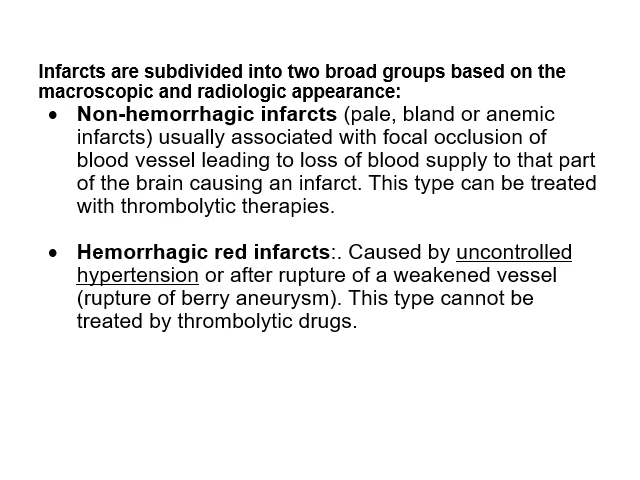 Infarcts are subdivided into two broad groups based on the
macroscopic and radiologic appearance:
• Non-hemorrhagic infarcts (pale, bland or anemic
infarcts) usually associated with focal occlusion of
blood vessel leading to loss of blood supply to that part
of the brain causing an infarct. This type can be treated
with thrombolytic therapies.
• Hemorrhagic red infarcts:. Caused by uncontrolled
hypertension or after rupture of a weakened vessel
(rupture of berry aneurysm). This type cannot be
treated by thrombolytic drugs.